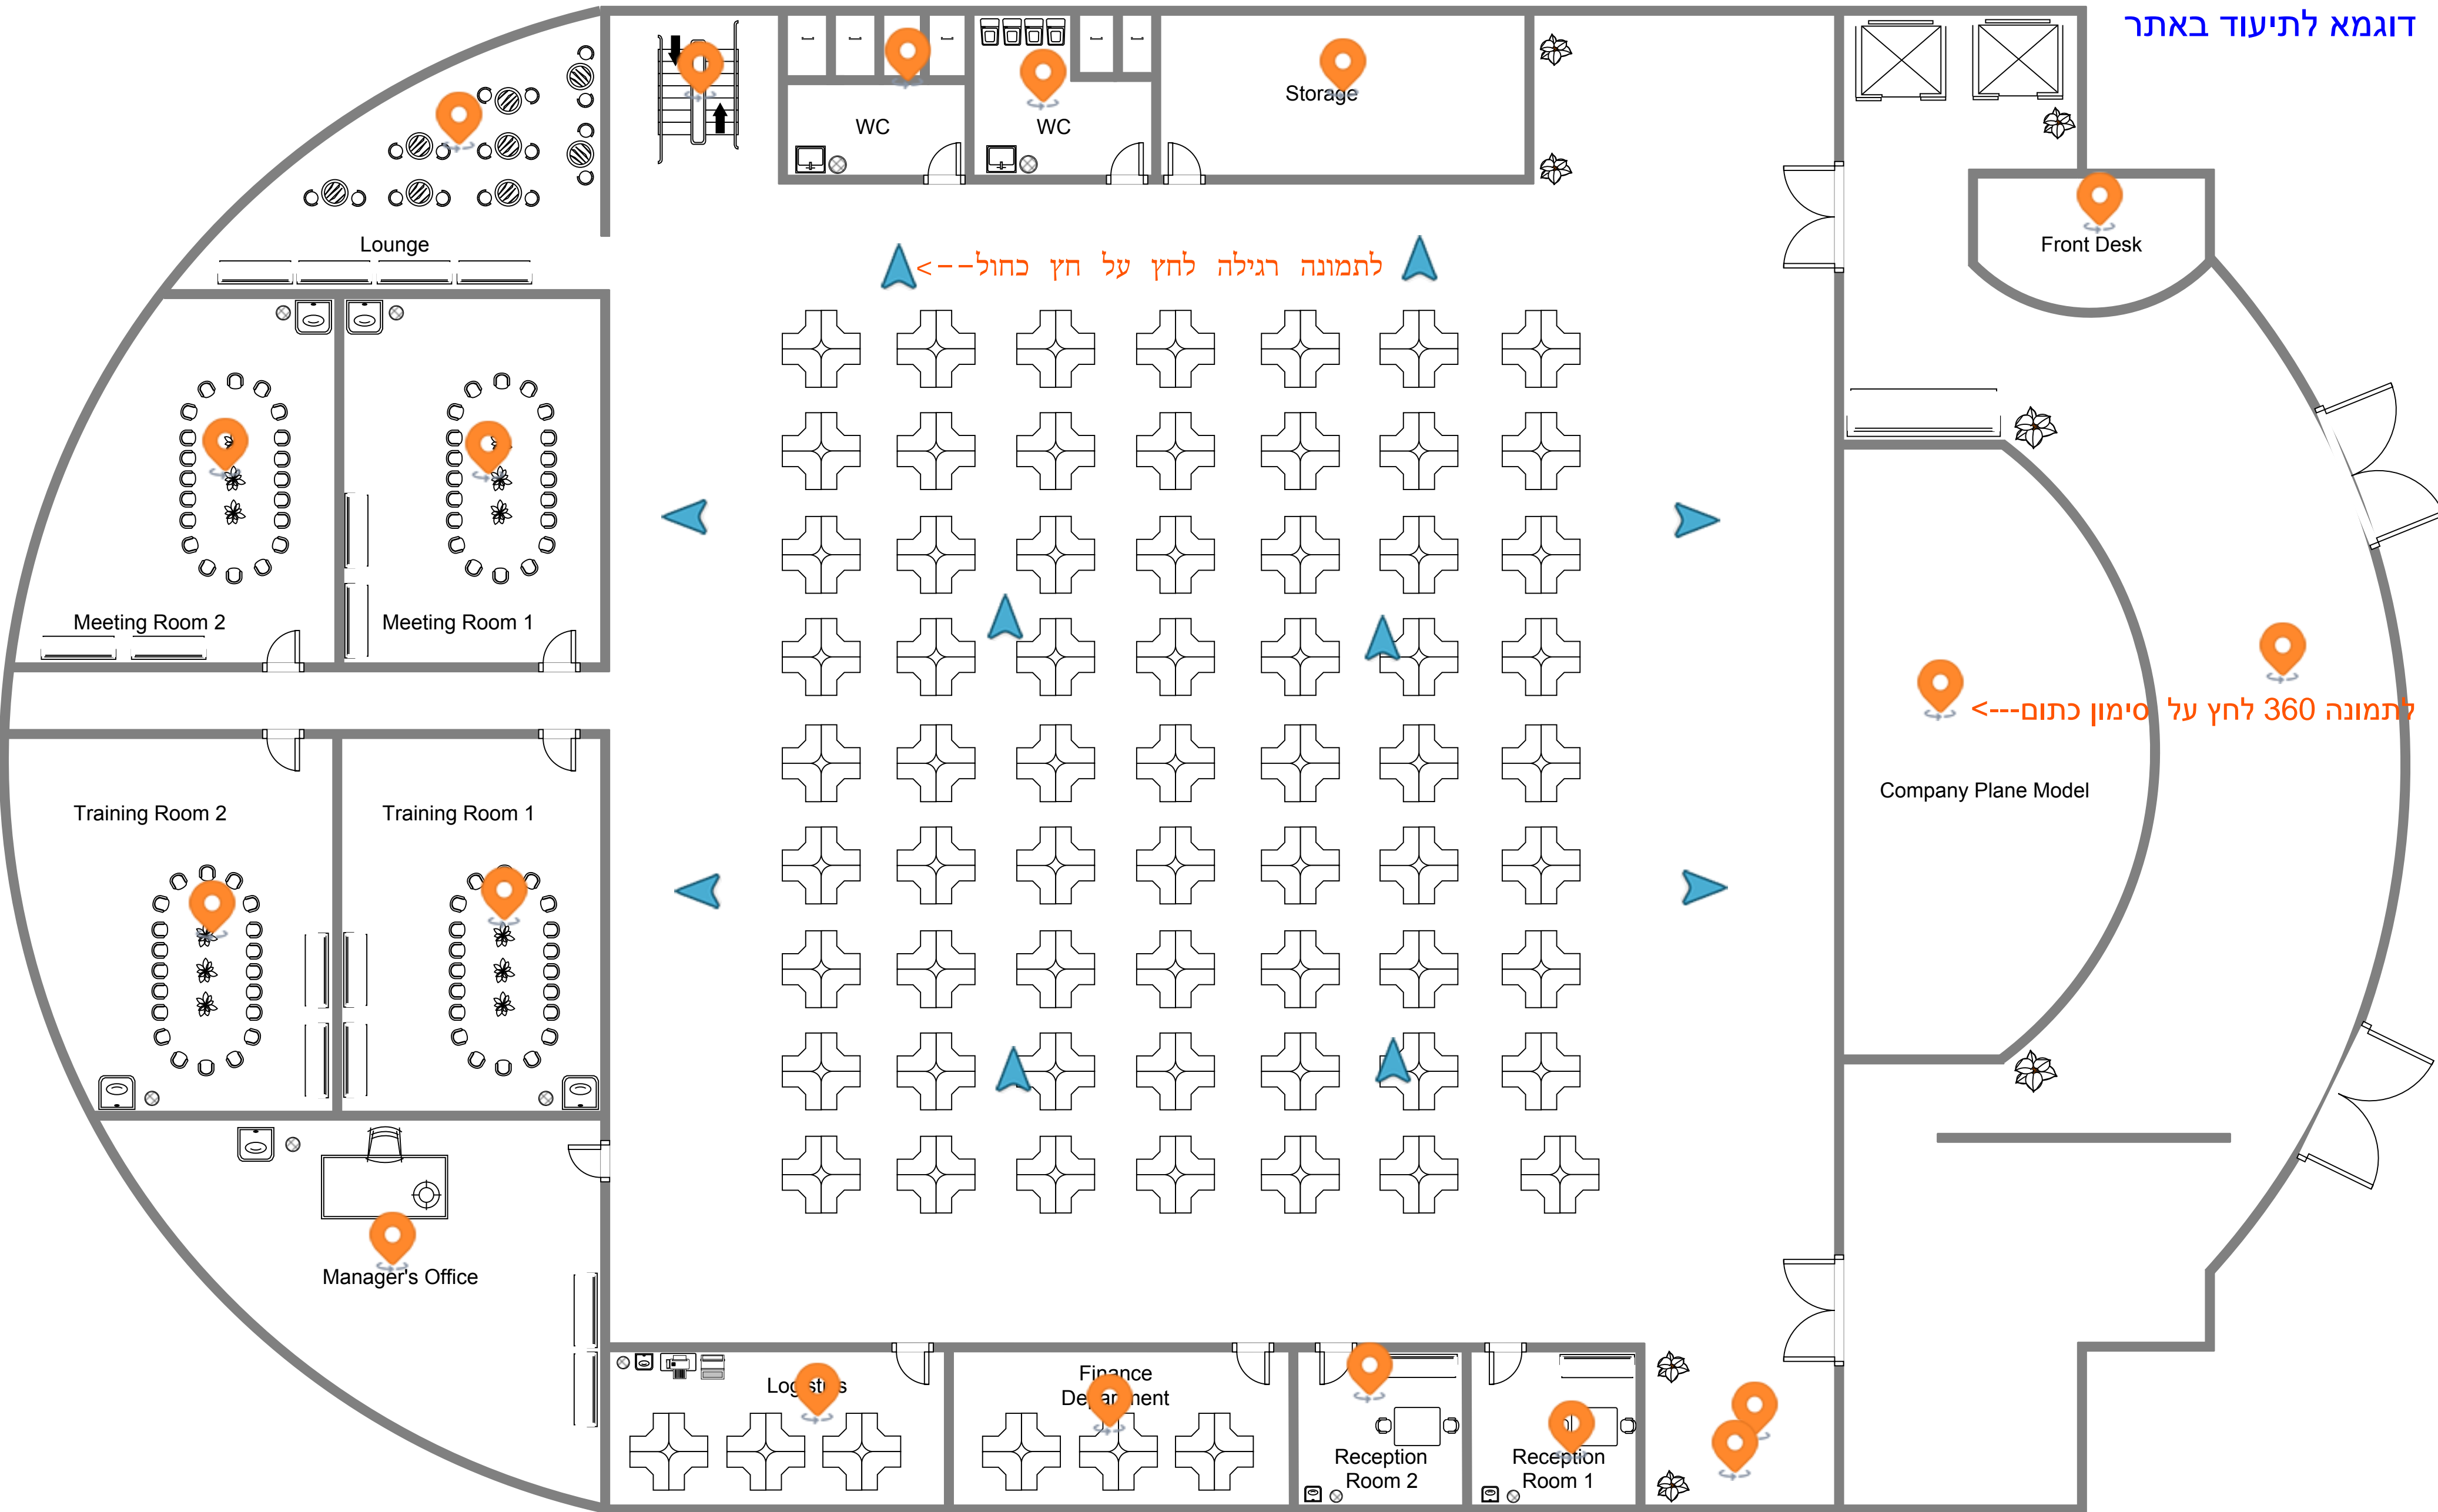 דוגמא לתיעוד באתר
Storage
WC
WC
Front Desk
Lounge
לתמונה רגילה לחץ על חץ כחול-->
Meeting Room 2
Meeting Room 1
לתמונה 360 לחץ על סימון כתום--->
Company Plane Model
Training Room 2
Training Room 1
Manager's Office
Logistics
Finance
Department
Reception
Room 2
Reception
Room 1